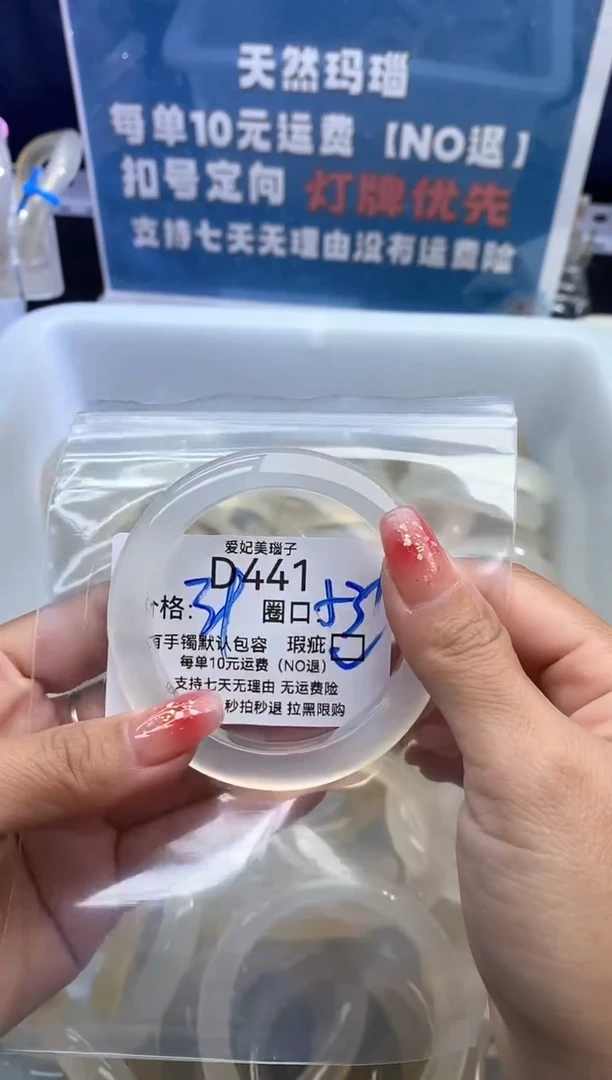 天然玛瑙
每单10元运费【NO退】
扣号定向 灯牌优先
支持七天无理由没有运费险
爱妃美瑙子
D441
价格: 圈口
有手镯默认包容 瑕疵
每单10元运费（NO退）
支持七天无理由 无运费险
秒拍秒退 拉黑限购